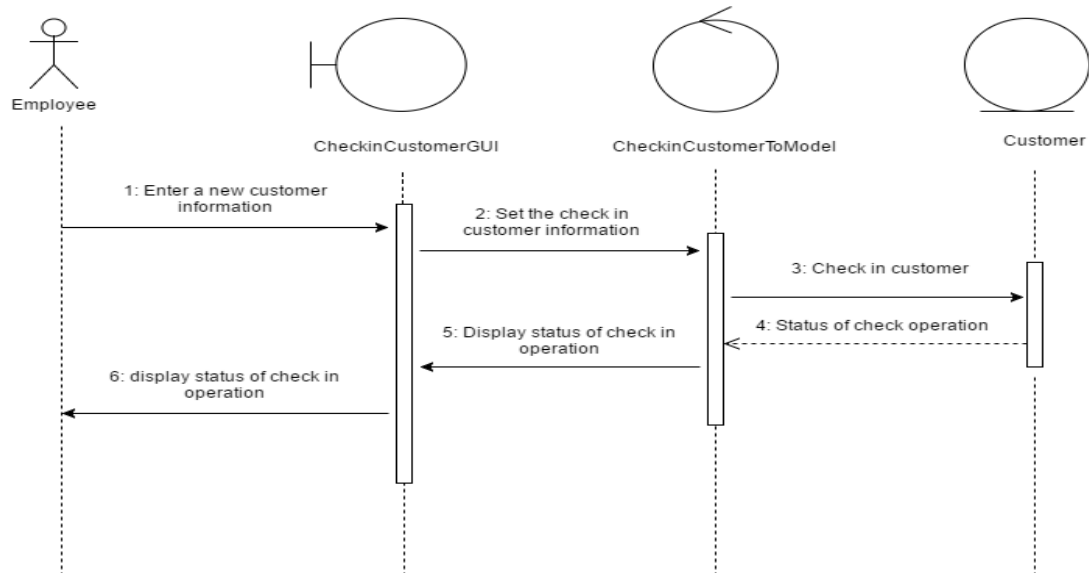 Employee
CheckinCustomerGUI
CheckinCustomerToModel
Customer
1: Enter a new customer
information
2: Set the check in
customer information
3: Check in customer
4: Status of check operation
5: Display status of check in
operation
6: display status of check in
operation